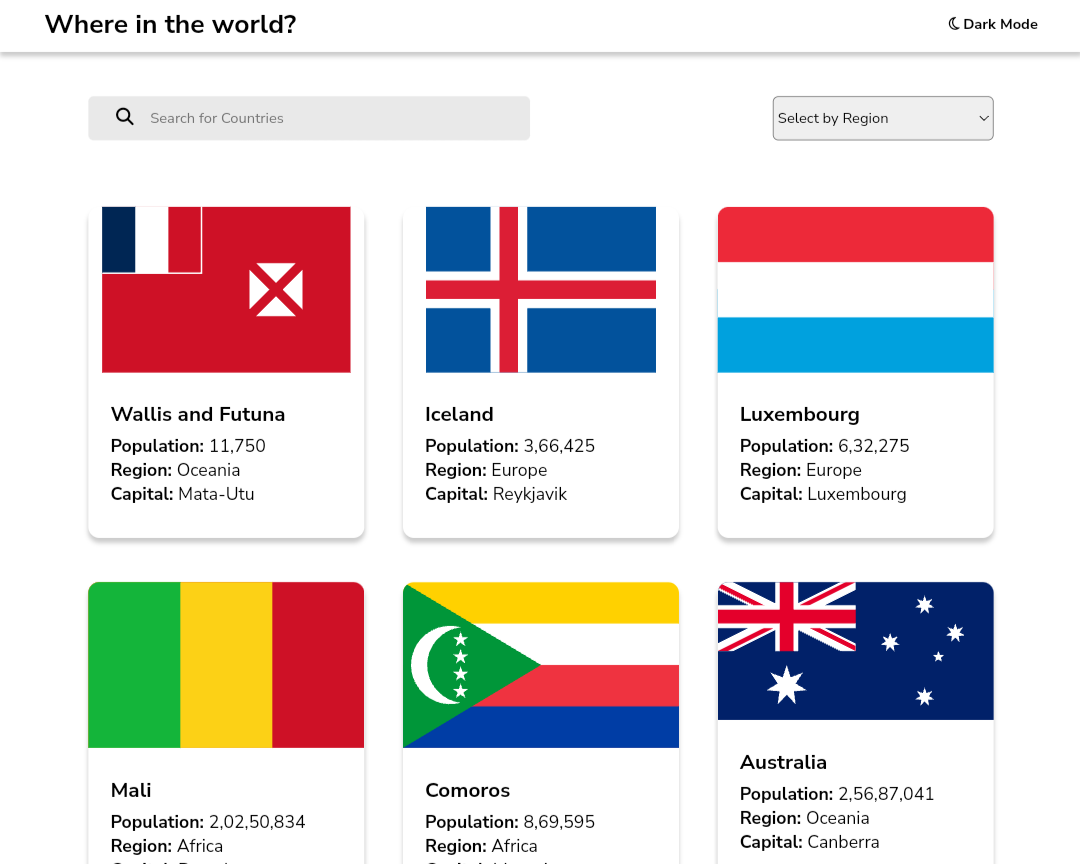 Where in the world?
Dark Mode
Search for Countries
Select by Region
Wallis and Futuna
Population: 11,750
Region: Oceania
Capital: Mata-Utu
Iceland
Population: 3,66,425
Region: Europe
Capital: Reykjavik
Luxembourg
Population: 6,32,275
Region: Europe
Capital: Luxembourg
Mali
Population: 2,02,50,834
Region: Africa
Comoros
Population: 8,69,595
Region: Africa
Australia
Population: 2,56,87,041
Region: Oceania
Capital: Canberra